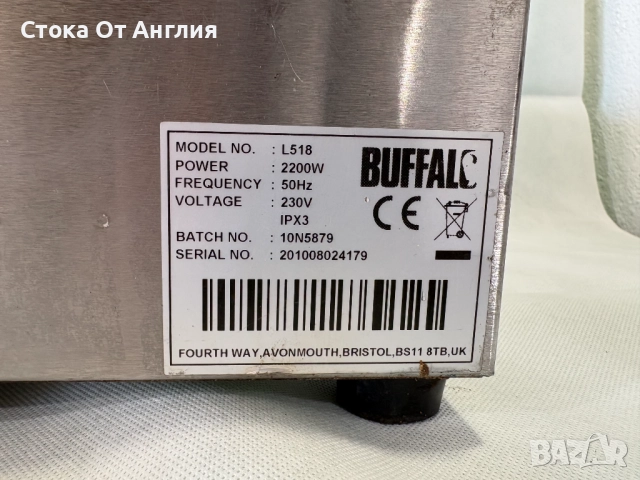 Стока От Англия
MODEL NO. : L518
POWER : 2200W
FREQUENCY : 50Hz
VOLTAGE : 230V
IPX3
BATCH NO. : 10N5879
SERIAL NO. : 201008024179
BUFFALO
CE
FOURTH WAY,AVONMOUTH,BRISTOL,BS11 8TB,UK
BAZAR